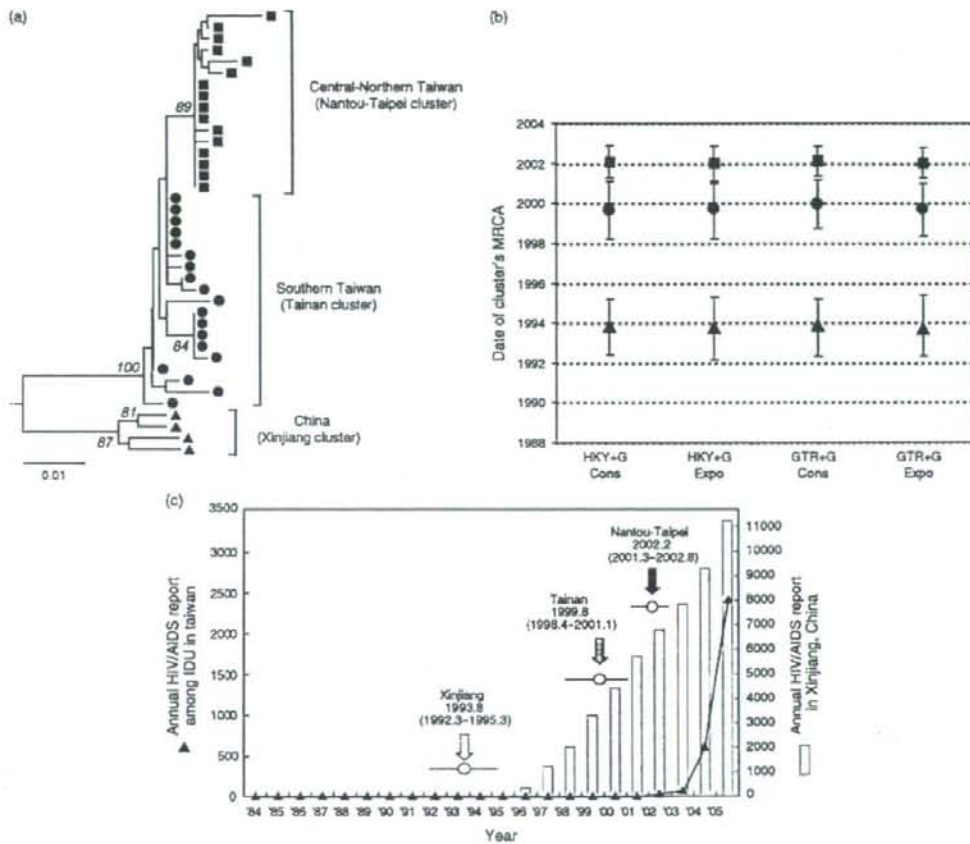 (a)
89
Central-Northern Taiwan
(Nantou-Taipei cluster)
Southern Taiwan
(Tainan cluster)
84
100
81
87
China
(Xinjiang cluster)
0.01
(b)
Date of cluster's MRCA
2004
2002
2000
1998
1996
1994
1992
1990
1988
HKY+G
Cons
HKY+G
Expo
GTR+G
Cons
GTR+G
Expo
(c)
Annual HIV/AIDS report
among IDU in taiwan
3500
3000
2500
2000
1500
1000
500
0
Xinjiang
1993.8
(1992.3–1995.3)
Tainan
1999.8
(1998.4–2001.1)
Nantou-Taipei
2002.2
(2001.3–2002.8)
11000
10000
9000
8000
7000
6000
5000
4000
3000
2000
1000
0
Annual HIV/AIDS report
in Xinjiang, China
'84 '85 '86 '87 '88 '89 '90 '91 '92 '93 '94 '95 '96 '97 '98 '99 '00 '01 '02 '03 '04 '05
Year